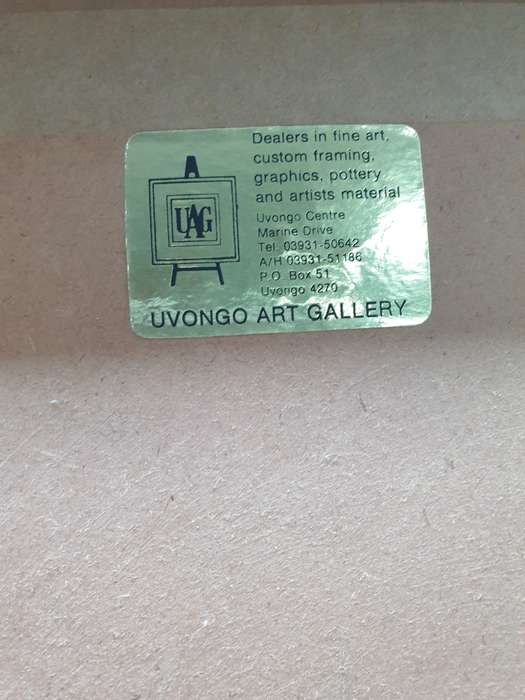 Dealers in fine art,
custom framing,
graphics, pottery
and artists material
UAG
Uvongo Centre
Marine Drive
Tel. 03931-50642
A/H 03931-51186
P.O. Box 51
Uvongo 4270
UVONGO ART GALLERY